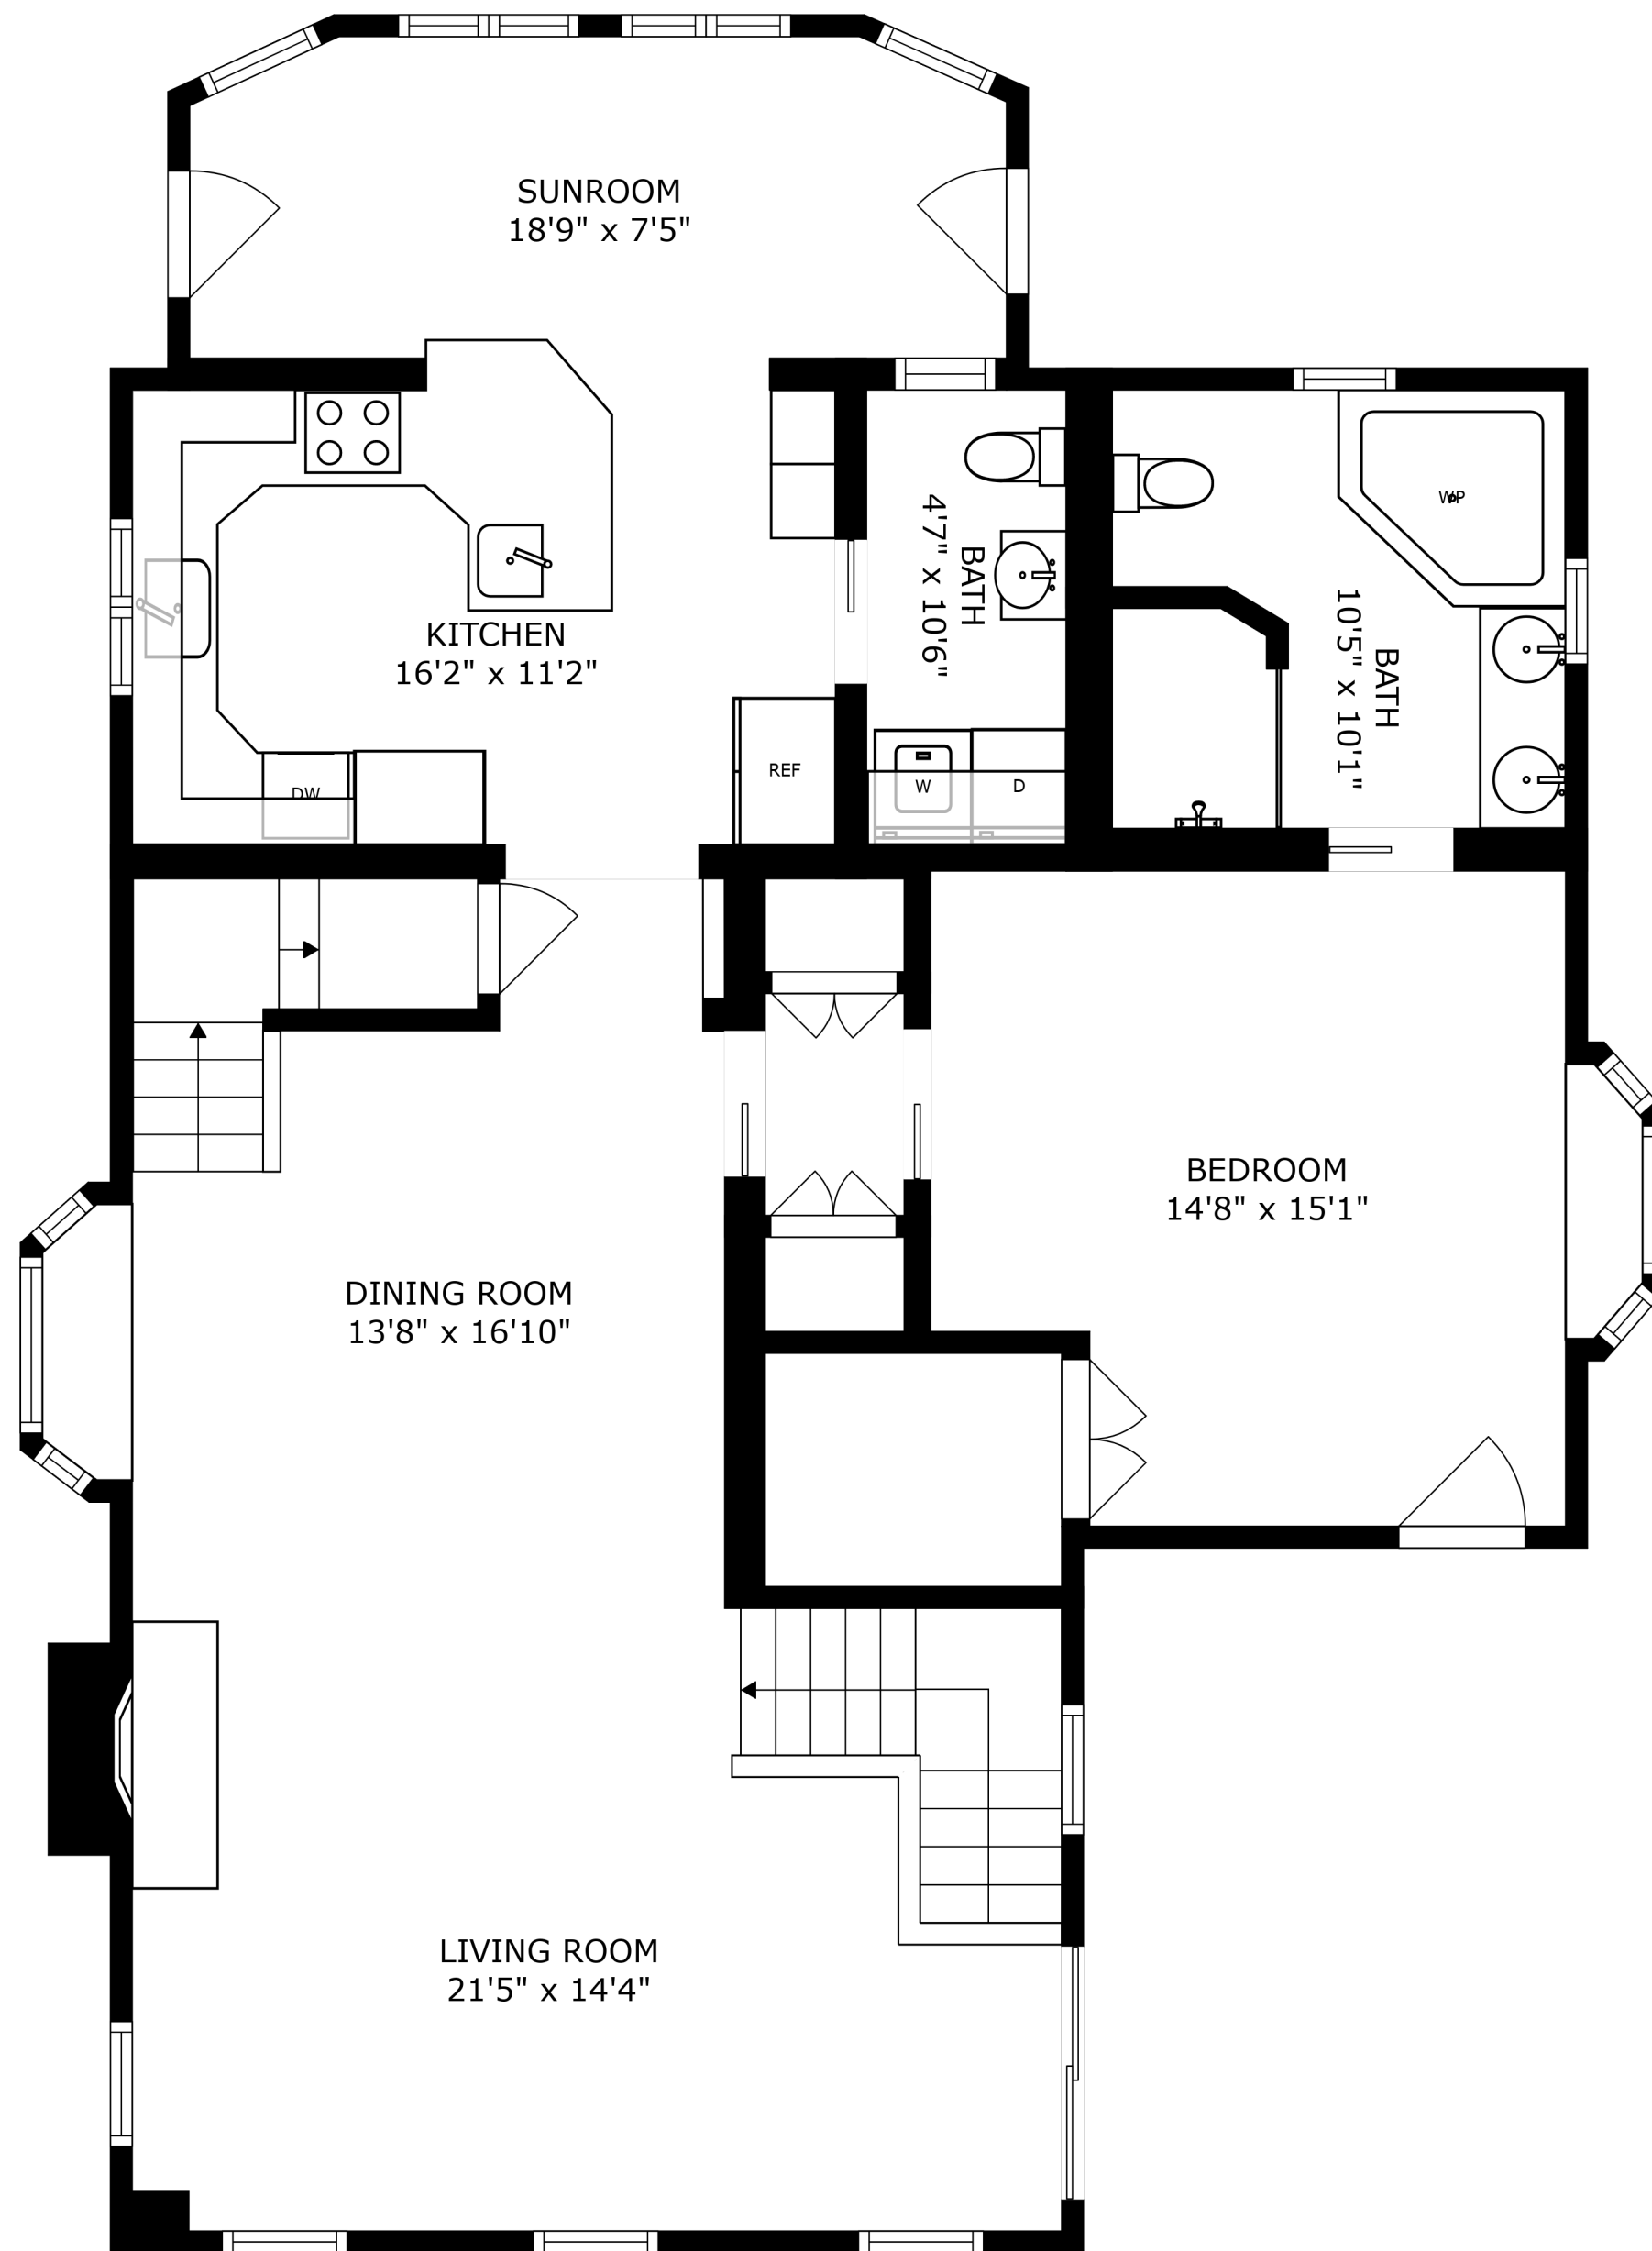 SUNROOM
18'9" x 7'5"
WP
4'7" x 10'6"
BATH
10'5" x 10'1"
BATH
KITCHEN
16'2" x 11'2"
REF
DW
W
D
BEDROOM
14'8" x 15'1"
DINING ROOM
13'8" x 16'10"
LIVING ROOM
21'5" x 14'4"